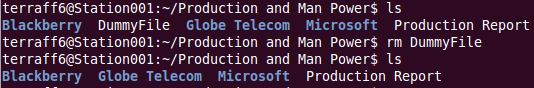 terraff6@Station001:~/Production and Man Power$ ls
Blackberry  DummyFile  Globe Telecom  Microsoft  Production Report
terraff6@Station001:~/Production and Man Power$ rm DummyFile
terraff6@Station001:~/Production and Man Power$ ls
Blackberry  Globe Telecom  Microsoft  Production Report